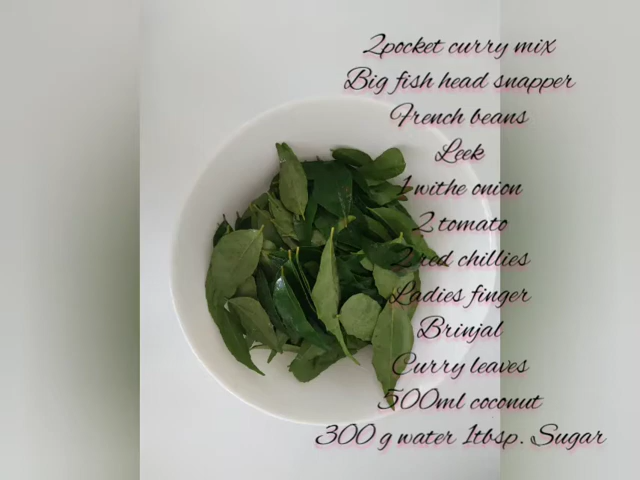 2pocket curry mix
Big fish head snapper
French beans
Leek
1 withe onion
2 tomato
2 red chillies
Ladies finger
Brinjal
Curry leaves
500ml coconut
300 g water 1tbsp. Sugar